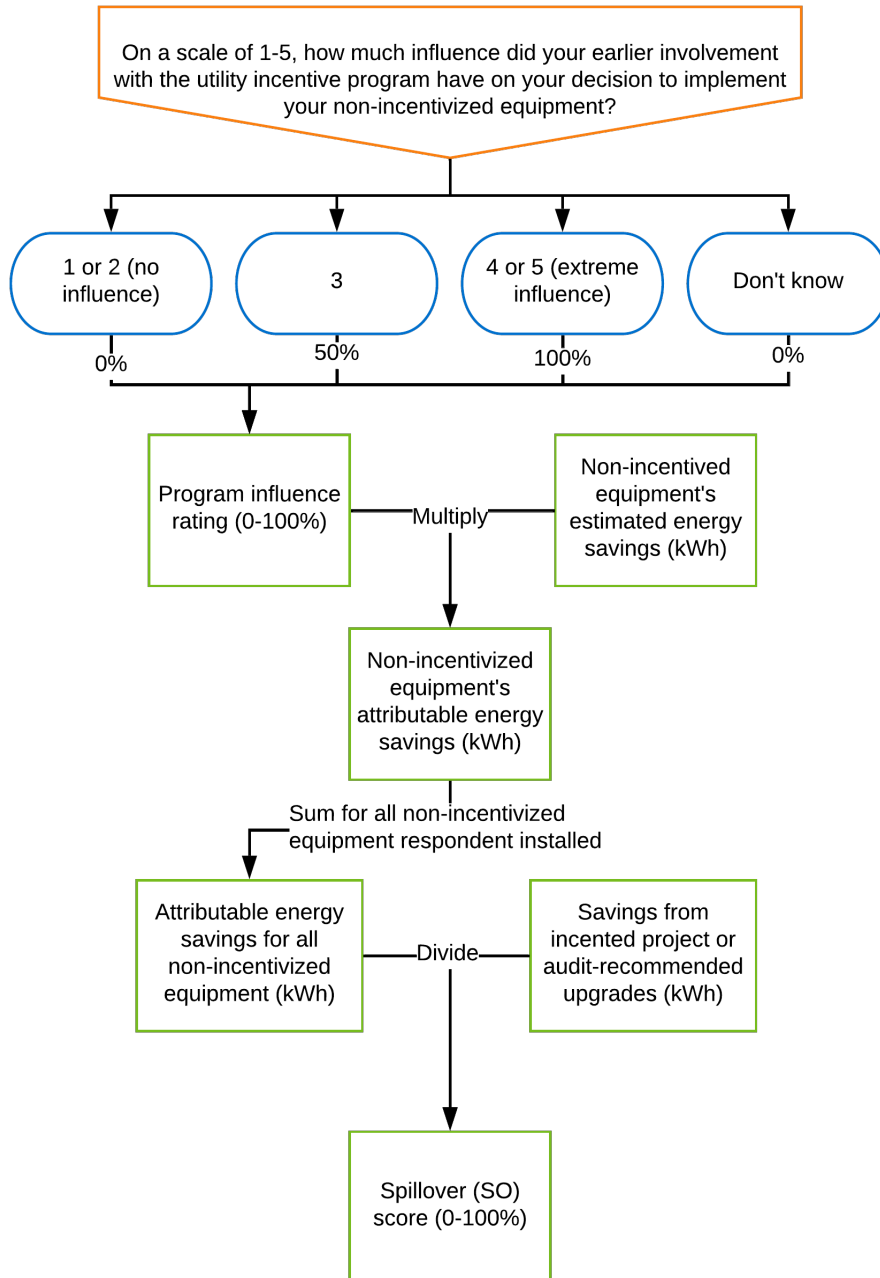 On a scale of 1-5, how much influence did your earlier involvement
with the utility incentive program have on your decision to implement
your non-incentivized equipment?
1 or 2 (no
influence)
3
4 or 5 (extreme
influence)
Don't know
0%
50%
100%
0%
Program influence
rating (0-100%)
Multiply
Non-incentived
equipment's
estimated energy
savings (kWh)
Non-incentivized
equipment's
attributable energy
savings (kWh)
Sum for all non-incentivized
equipment respondent installed
Attributable energy
savings for all
non-incentivized
equipment (kWh)
Divide
Savings from
incented project or
audit-recommended
upgrades (kWh)
Spillover (SO)
score (0-100%)